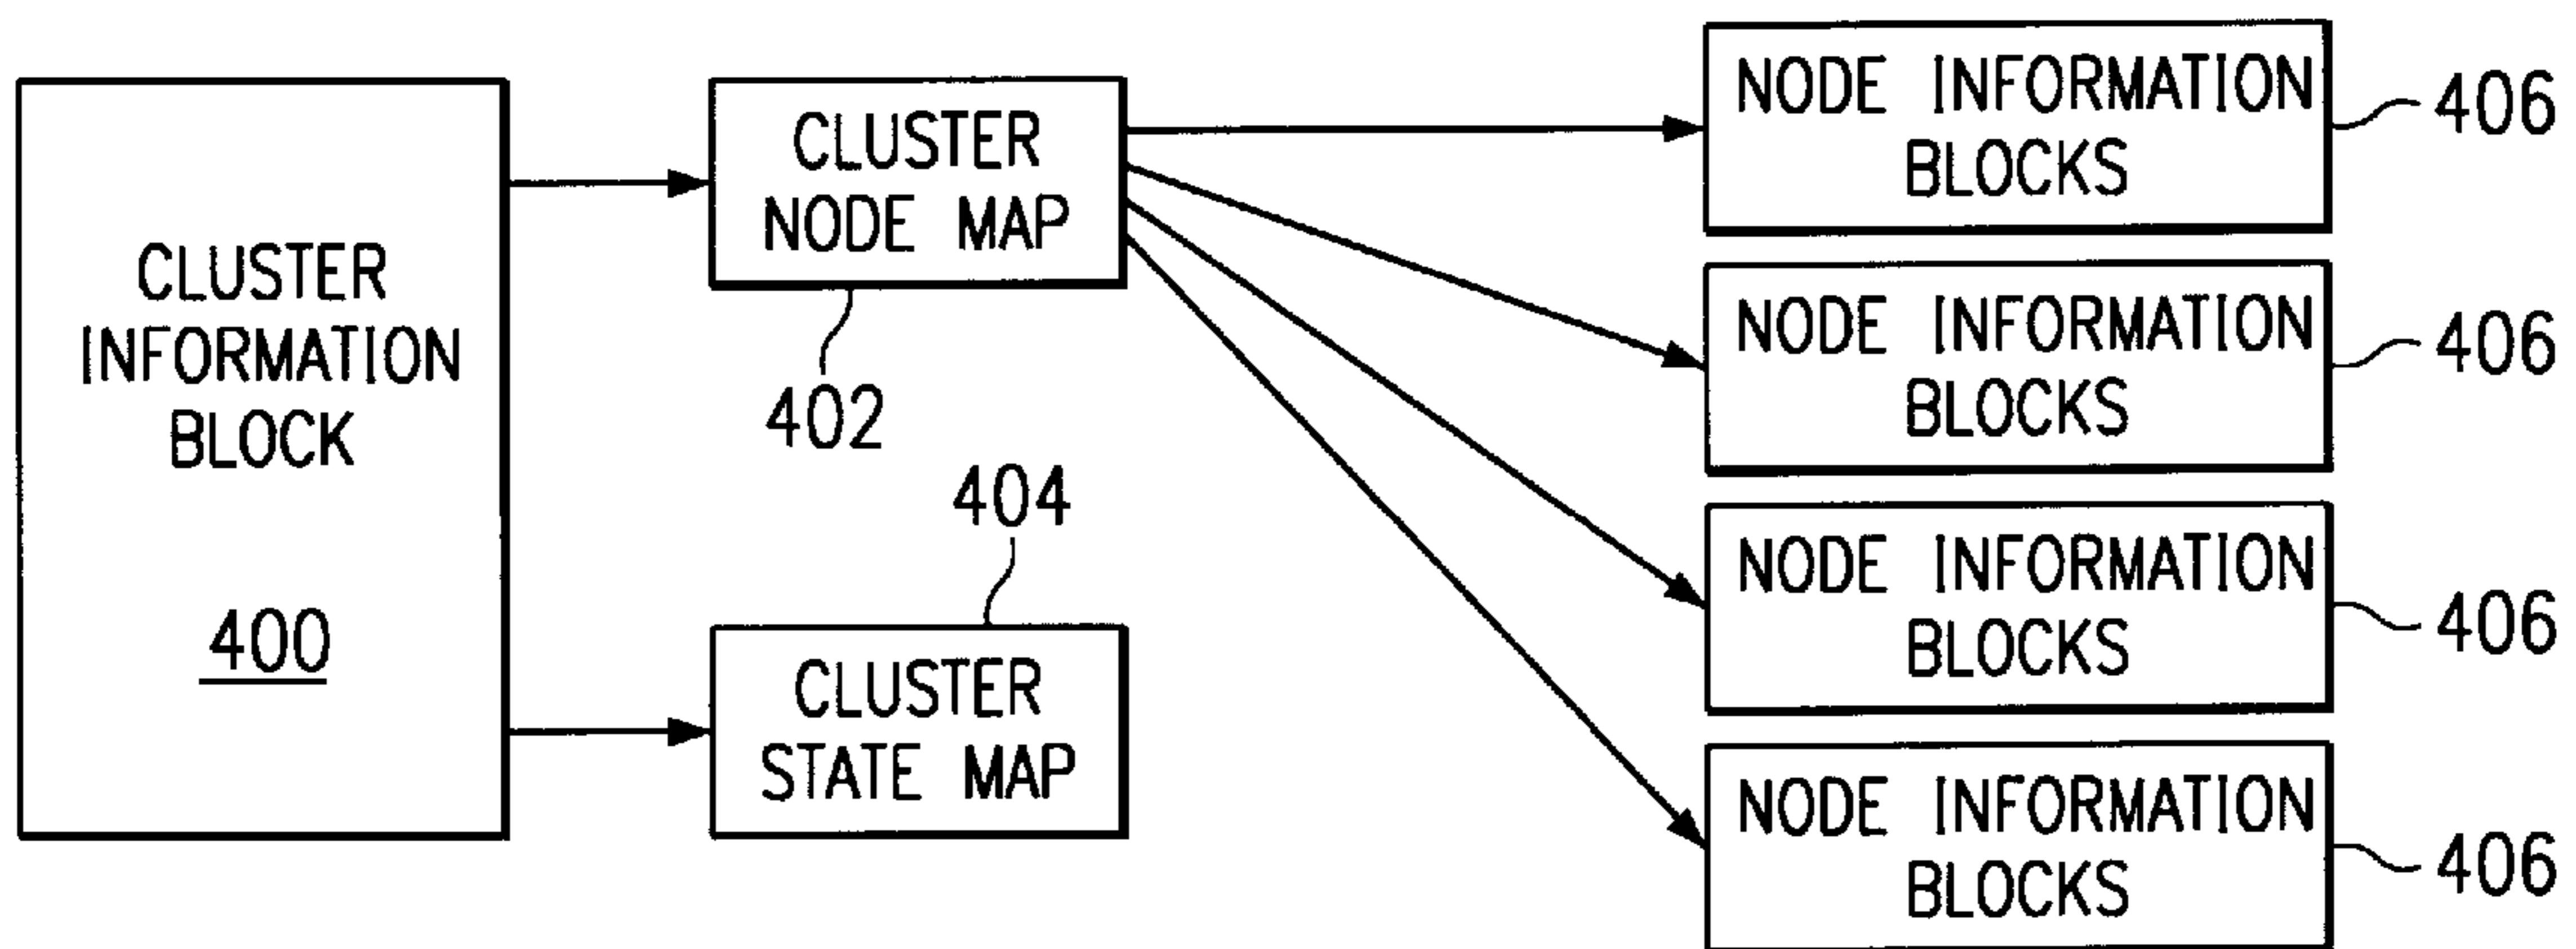 CLUSTER
INFORMATION
BLOCK
400
CLUSTER
NODE MAP
402
404
CLUSTER
STATE MAP
NODE INFORMATION
BLOCKS
406
NODE INFORMATION
BLOCKS
406
NODE INFORMATION
BLOCKS
406
NODE INFORMATION
BLOCKS
406